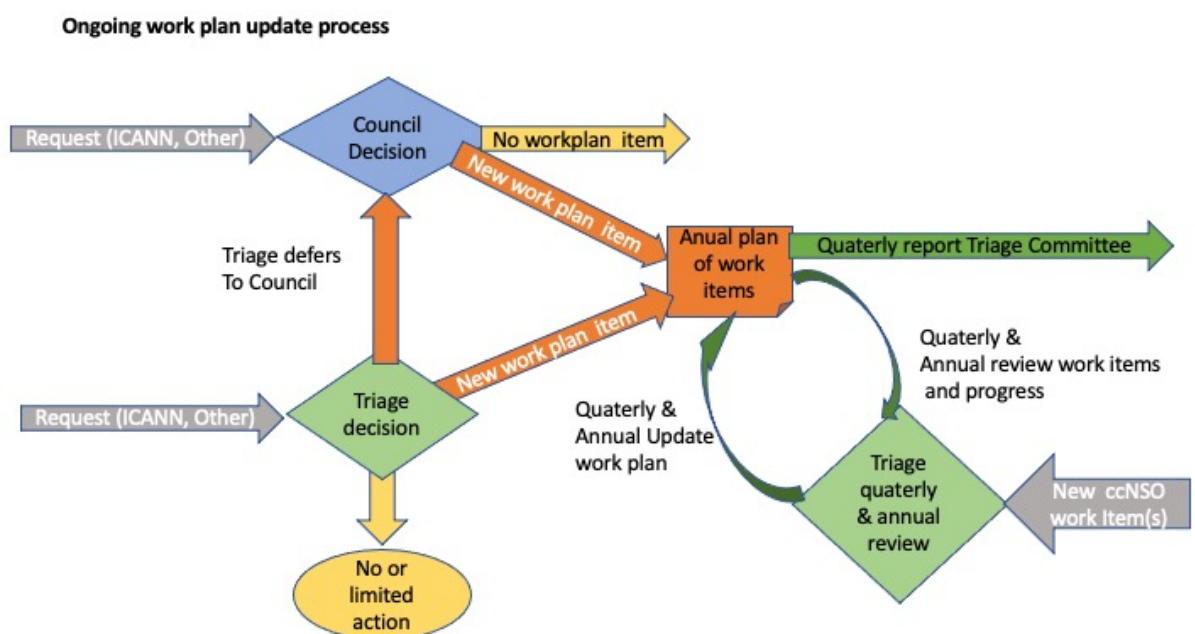 Ongoing work plan update process
Request (ICANN, Other)
Council
Decision
No workplan  item
New work plan  item
Triage defers
To Council
Anual plan
of work
items
Quaterly report Triage Committee
New work plan  item
Quaterly &
Annual review work items
and progress
Request (ICANN, Other)
Triage
decision
Quaterly &
Annual Update
work plan
Triage
quaterly
& annual
review
New  ccNSO
work Item(s)
No or
limited
action